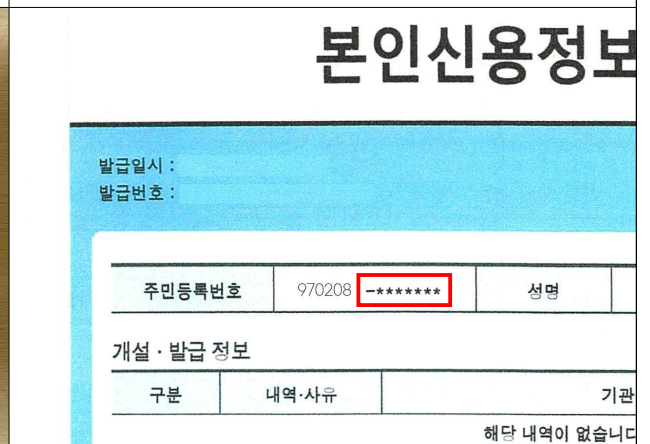 본인신용정보
발급일시 :
발급번호 :
주민등록번호 970208 -******* 성명
개설 · 발급 정보
구분 내역·사유 기관
해당 내역이 없습니다